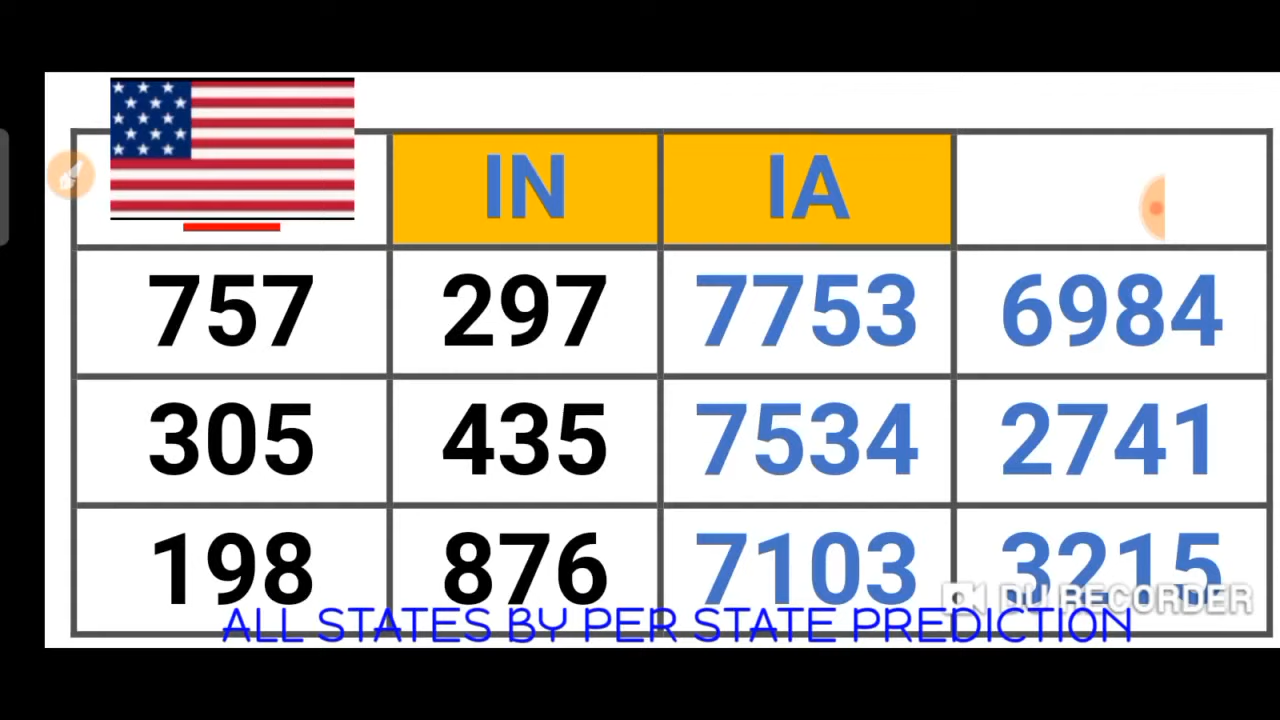 IN IA
757 297 7753 6984
305 435 7534 2741
198 876 7103 3215
DU RECORDER
ALL STATES BY PER STATE PREDICTION